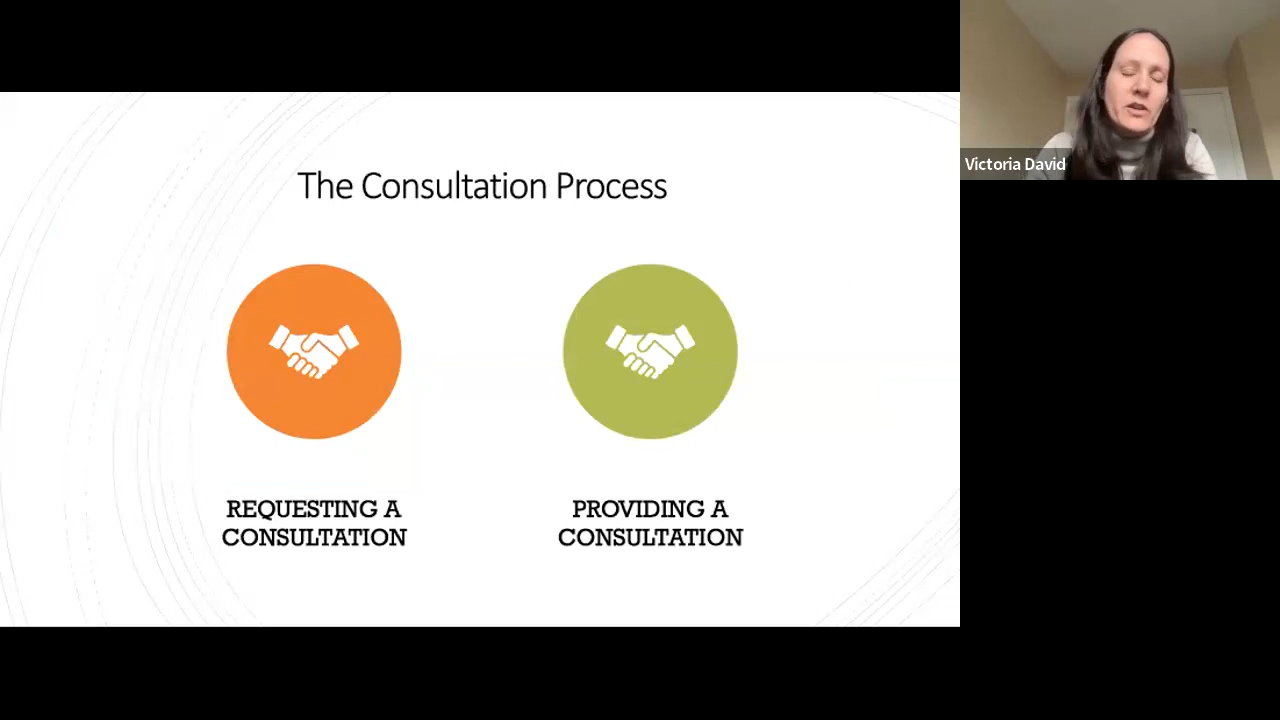 The Consultation Process
REQUESTING A
CONSULTATION
PROVIDING A
CONSULTATION
Victoria David